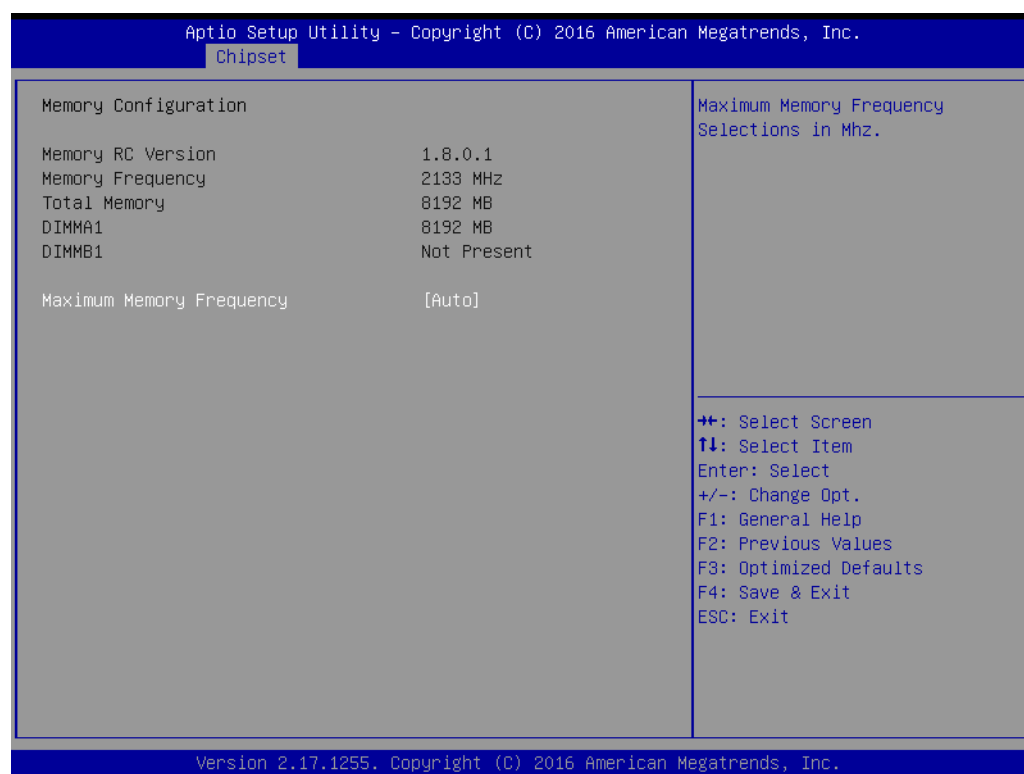 Aptio Setup Utility – Copyright (C) 2016 American Megatrends, Inc.
Chipset
Memory Configuration
Memory RC Version 1.8.0.1
Memory Frequency 2133 MHz
Total Memory 8192 MB
DIMMA1 8192 MB
DIMMB1 Not Present
Maximum Memory Frequency [Auto]
Maximum Memory Frequency
Selections in Mhz.
→←: Select Screen
↑↓: Select Item
Enter: Select
+/-: Change Opt.
F1: General Help
F2: Previous Values
F3: Optimized Defaults
F4: Save & Exit
ESC: Exit
Version 2.17.1255. Copyright (C) 2016 American Megatrends, Inc.